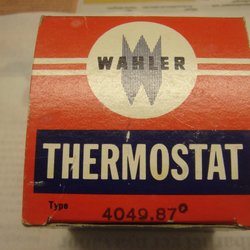 WAHLER
THERMOSTAT
Type 4049.87°